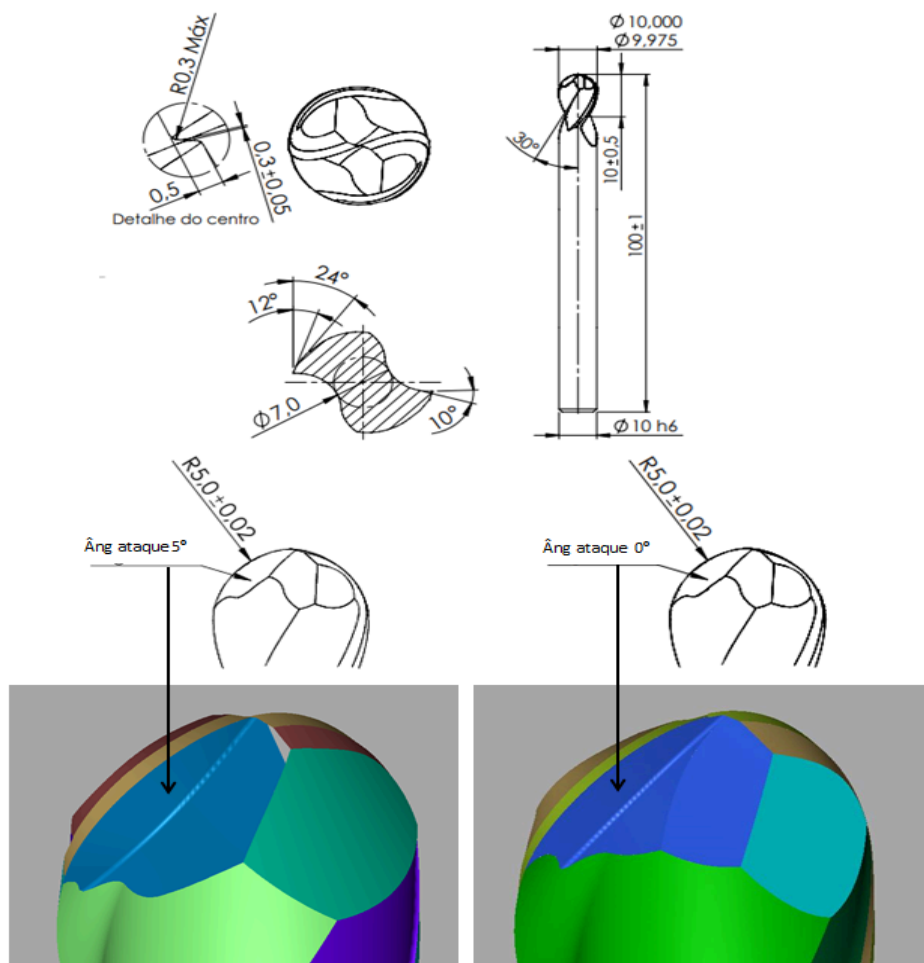 R0,3 Máx
0,5
0,3±0,05
Detalhe do centro
Ø 10,000
Ø 9,975
30°
10±0,5
100±1
Ø 10 h6
24°
12°
Ø7,0
10°
R5,0±0,02
Âng ataque 5°
R5,0±0,02
Âng ataque 0°